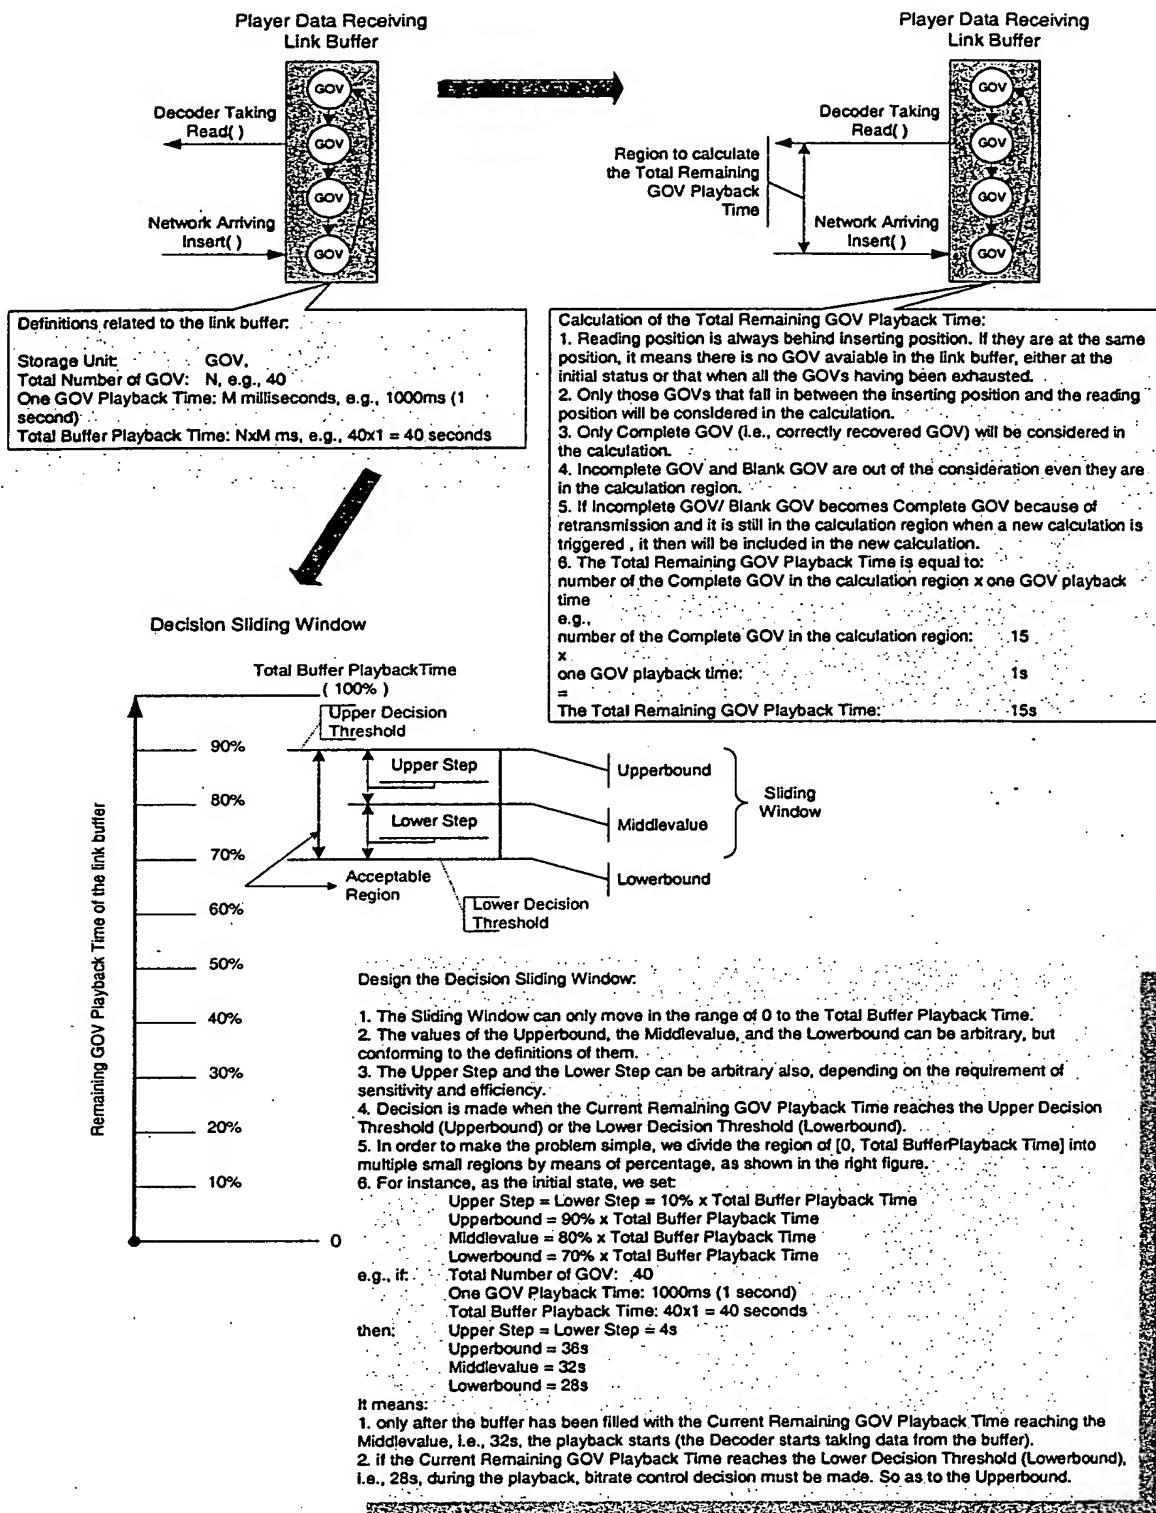 Player Data Receiving
Link Buffer
GOV
Decoder Taking
Read( )
GOV
GOV
Network Arriving
Insert( )
GOV
Player Data Receiving
Link Buffer
GOV
Decoder Taking
Read( )
GOV
Region to calculate
the Total Remaining
GOV Playback
Time
GOV
Network Arriving
Insert( )
GOV
Definitions related to the link buffer:
Storage Unit: GOV,
Total Number of GOV: N, e.g., 40
One GOV Playback Time: M milliseconds, e.g., 1000ms (1
second)
Total Buffer Playback Time: NxM ms, e.g., 40x1 = 40 seconds
Calculation of the Total Remaining GOV Playback Time:
1. Reading position is always behind inserting position. If they are at the same
position, it means there is no GOV avaiable in the link buffer, either at the
initial status or that when all the GOVs having been exhausted.
2. Only those GOVs that fall in between the inserting position and the reading
position will be considered in the calculation.
3. Only Complete GOV (i.e., correctly recovered GOV) will be considered in
the calculation.
4. Incomplete GOV and Blank GOV are out of the consideration even they are
in the calculation region.
5. If Incomplete GOV/ Blank GOV becomes Complete GOV because of
retransmission and it is still in the calculation region when a new calculation is
triggered , it then will be included in the new calculation.
6. The Total Remaining GOV Playback Time is equal to:
number of the Complete GOV in the calculation region x one GOV playback
time
e.g.,
number of the Complete GOV in the calculation region: 15
x
one GOV playback time: 1s
=
The Total Remaining GOV Playback Time: 15s
Decision Sliding Window
Total Buffer PlaybackTime
( 100% )
Upper Decision
Threshold
90%
Upper Step
Upperbound
80%
Lower Step
Middlevalue
Sliding
Window
70%
Acceptable
Region
Lowerbound
60%
Lower Decision
Threshold
50%
40%
30%
20%
10%
0
Remaining GOV Playback Time of the link buffer
Design the Decision Sliding Window:
1. The Sliding Window can only move in the range of 0 to the Total Buffer Playback Time.
2. The values of the Upperbound, the Middlevalue, and the Lowerbound can be arbitrary, but
conforming to the definitions of them.
3. The Upper Step and the Lower Step can be arbitrary also, depending on the requirement of
sensitivity and efficiency.
4. Decision is made when the Current Remaining GOV Playback Time reaches the Upper Decision
Threshold (Upperbound) or the Lower Decision Threshold (Lowerbound).
5. In order to make the problem simple, we divide the region of [0, Total BufferPlayback Time] into
multiple small regions by means of percentage, as shown in the right figure.
6. For instance, as the initial state, we set:
Upper Step = Lower Step = 10% x Total Buffer Playback Time
Upperbound = 90% x Total Buffer Playback Time
Middlevalue = 80% x Total Buffer Playback Time
Lowerbound = 70% x Total Buffer Playback Time
e.g., if: Total Number of GOV: 40
One GOV Playback Time: 1000ms (1 second)
Total Buffer Playback Time: 40x1 = 40 seconds
then: Upper Step = Lower Step = 4s
Upperbound = 36s
Middlevalue = 32s
Lowerbound = 28s
It means:
1. only after the buffer has been filled with the Current Remaining GOV Playback Time reaching the
Middlevalue, i.e., 32s, the playback starts (the Decoder starts taking data from the buffer).
2. if the Current Remaining GOV Playback Time reaches the Lower Decision Threshold (Lowerbound),
i.e., 28s, during the playback, bitrate control decision must be made. So as to the Upperbound.